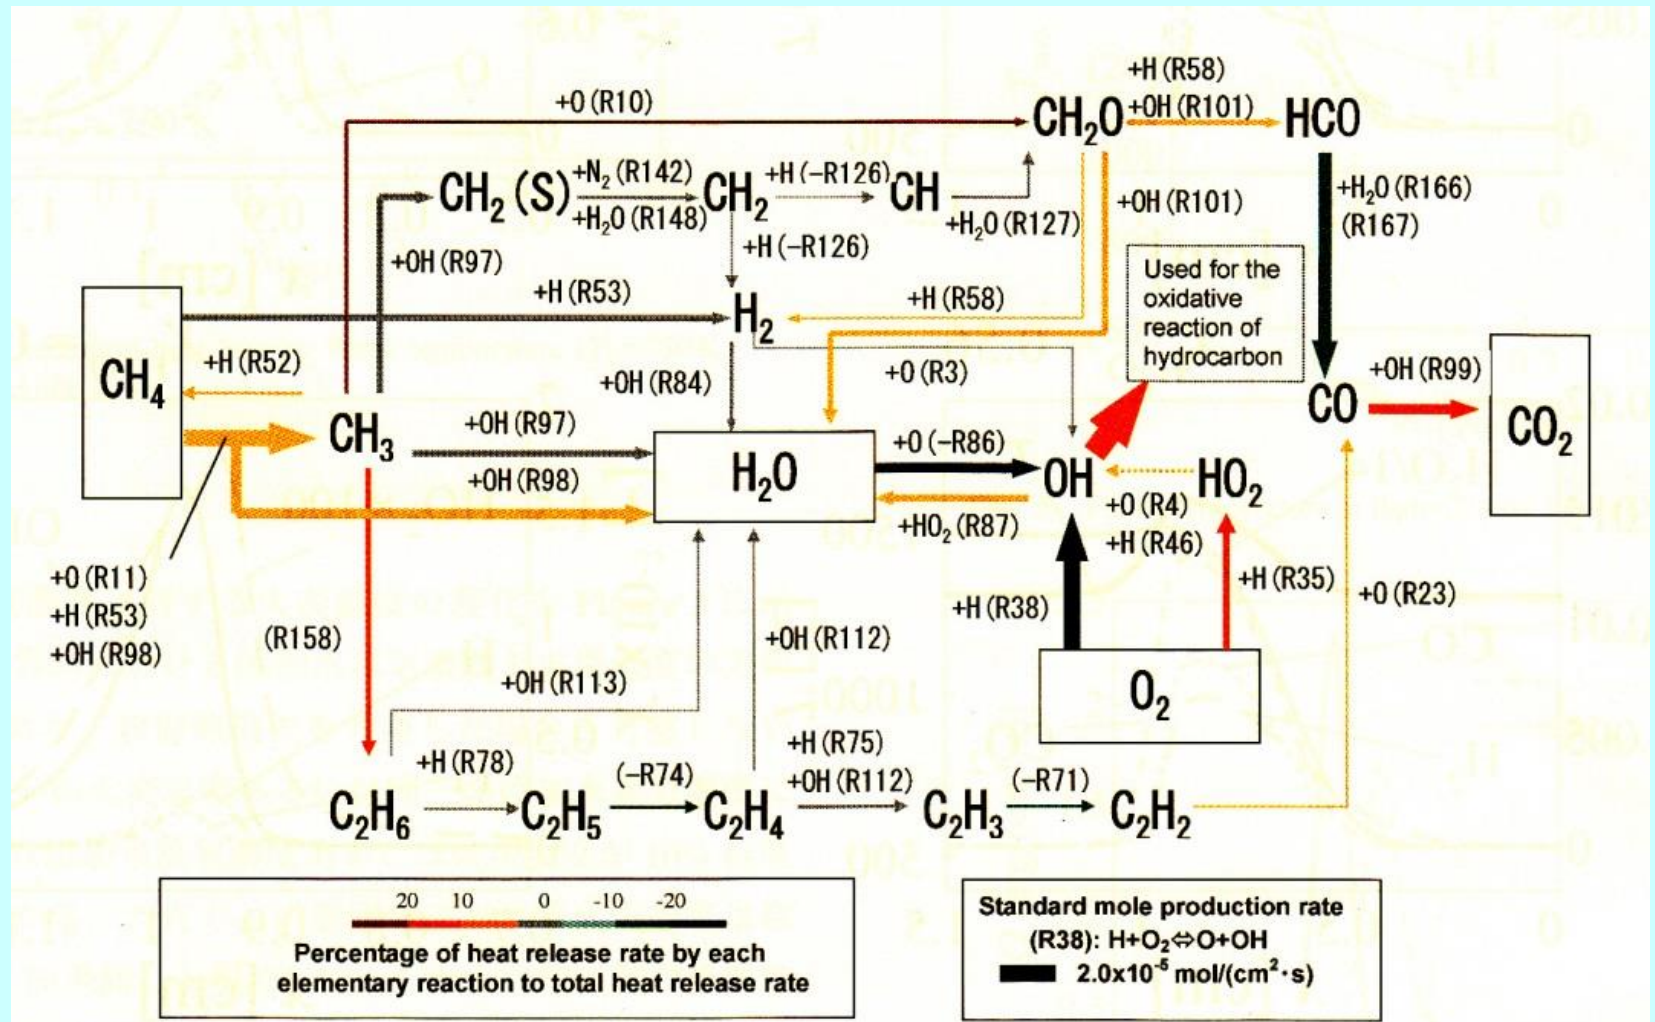 +O(R10)
+H(R58)
+OH(R101)
CH₂O
HCO
CH₂(S)
+N₂(R142)
+H₂O(R148)
CH₂
+H(-R126)
CH
+H₂O(R127)
+OH(R101)
+H₂O(R166)
(R167)
+OH(R97)
+H(-R126)
Used for the
oxidative
reaction of
hydrocarbon
+H(R53)
H₂
+H(R58)
CH₄
+H(R52)
+OH(R84)
+O(R3)
CO
+OH(R99)
CO₂
CH₃
+OH(R97)
+OH(R98)
H₂O
+O(-R86)
+HO₂(R87)
OH
HO₂
+O(R4)
+H(R46)
+O(R11)
+H(R53)
+OH(R98)
(R158)
+H(R38)
+H(R35)
+O(R23)
O₂
+OH(R113)
+OH(R112)
C₂H₆
+H(R78)
C₂H₅
(-R74)
C₂H₄
+H(R75)
+OH(R112)
C₂H₃
(-R71)
C₂H₂
20 10 0 -10 -20
Percentage of heat release rate by each
elementary reaction to total heat release rate
Standard mole production rate
(R38): H+O₂⇔O+OH
2.0x10⁻⁵ mol/(cm²·s)